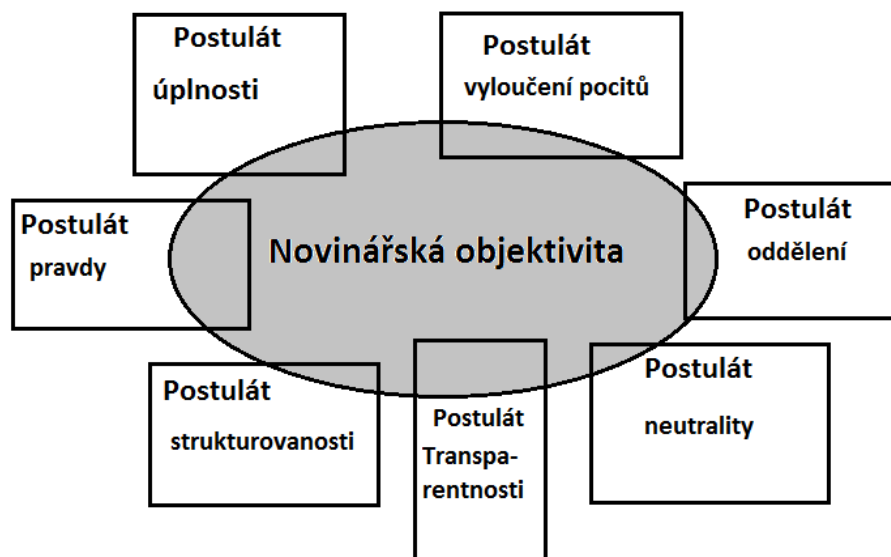 Postulát
úplnosti
Postulát
vyloučení pocitů
Postulát
pravdy
Novinářská objektivita
Postulát
oddělení
Postulát
strukturovanosti
Postulát
Transpa-
rentnosti
Postulát
neutrality